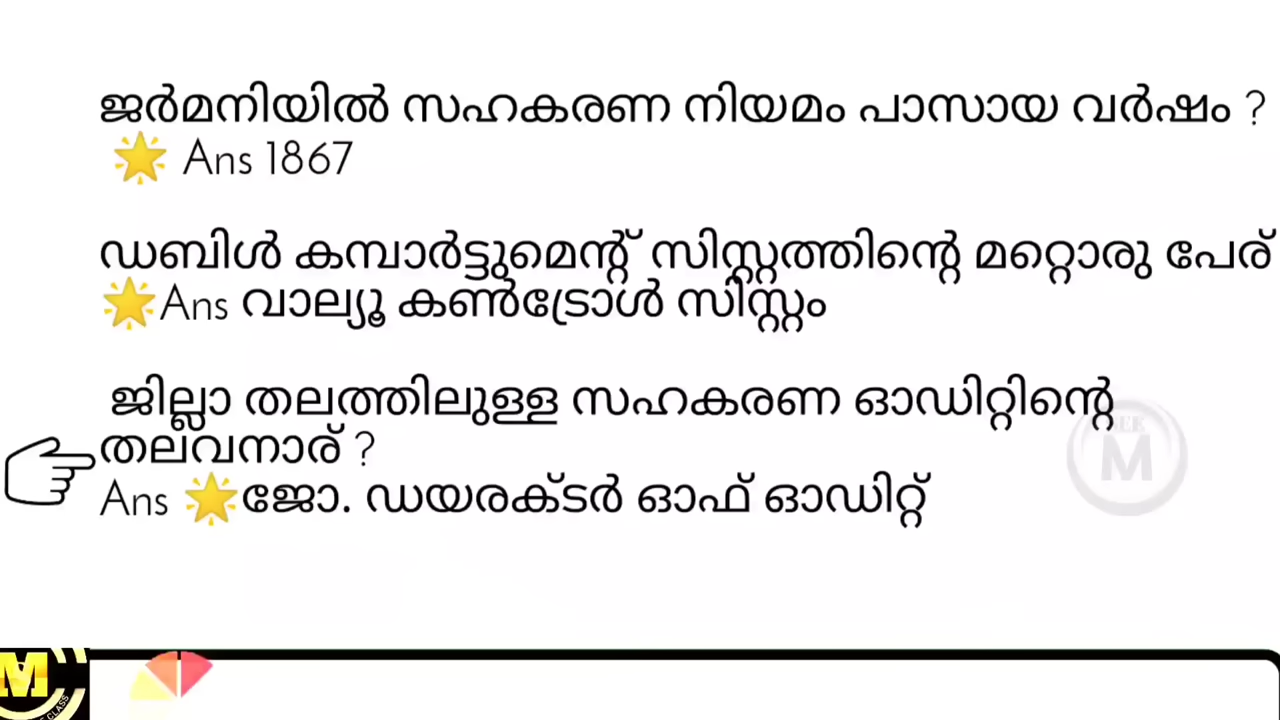 ജർമനിയിൽ സഹകരണ നിയമം പാസായ വർഷം ?
🌟 Ans 1867
ഡബിൾ കമ്പാർട്ടുമെന്റ് സിസ്റ്റത്തിന്റെ മറ്റൊരു പേര്
🌟Ans വാല്യൂ കൺട്രോൾ സിസ്റ്റം
ജില്ലാ തലത്തിലുള്ള സഹകരണ ഓഡിറ്റിന്റെ
തലവനാര് ?
Ans 🌟ജോ. ഡയരക്ടർ ഓഫ് ഓഡിറ്റ്
M
M
CLASS